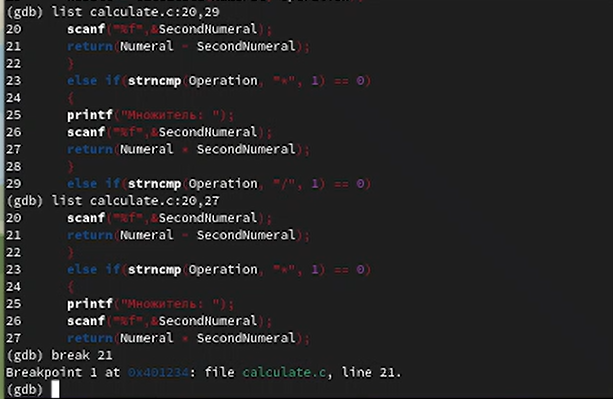 (gdb) list calculate.c:20,29
20 scanf("%f",&SecondNumeral);
21 return(Numeral - SecondNumeral);
22 }
23 else if(strncmp(Operation, "*", 1) == 0)
24 {
25 printf("Множитель: ");
26 scanf("%f",&SecondNumeral);
27 return(Numeral * SecondNumeral);
28 }
29 else if(strncmp(Operation, "/", 1) == 0)
(gdb) list calculate.c:20,27
20 scanf("%f",&SecondNumeral);
21 return(Numeral - SecondNumeral);
22 }
23 else if(strncmp(Operation, "*", 1) == 0)
24 {
25 printf("Множитель: ");
26 scanf("%f",&SecondNumeral);
27 return(Numeral * SecondNumeral);
(gdb) break 21
Breakpoint 1 at 0x401234: file calculate.c, line 21.
(gdb)